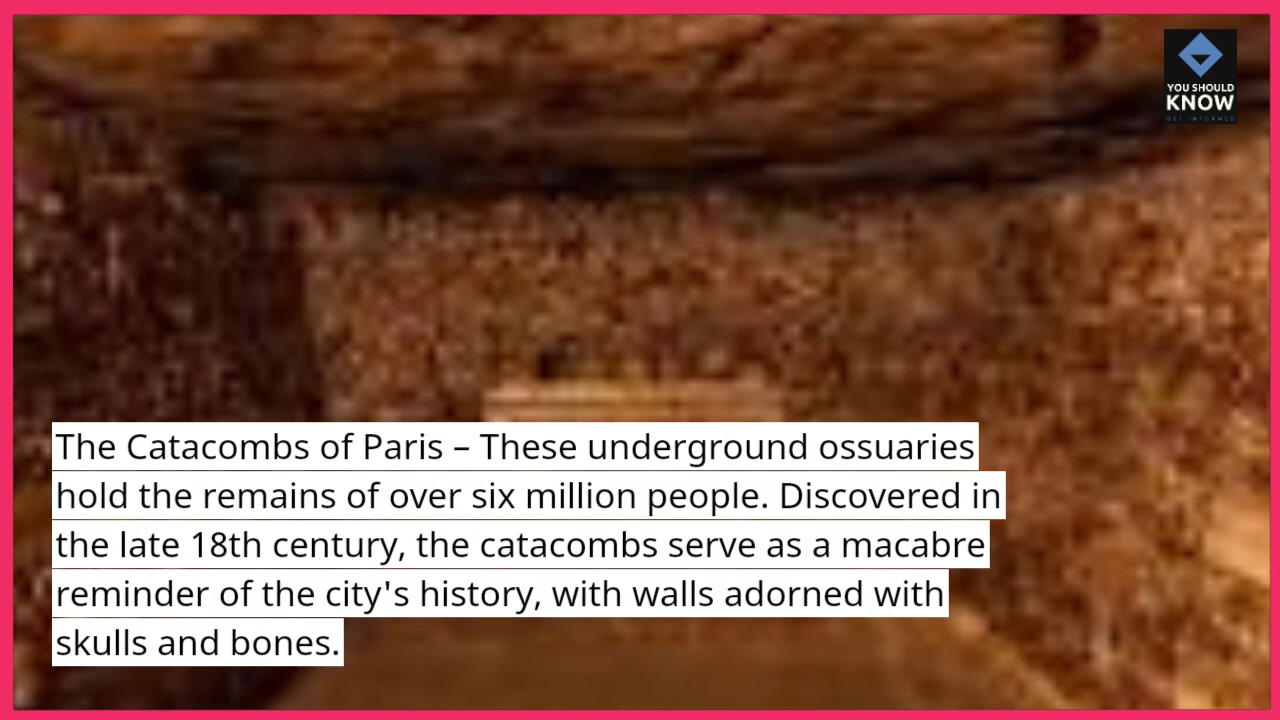 YOU SHOULD
KNOW
GET INFORMED
The Catacombs of Paris – These underground ossuaries
hold the remains of over six million people. Discovered in
the late 18th century, the catacombs serve as a macabre
reminder of the city's history, with walls adorned with
skulls and bones.